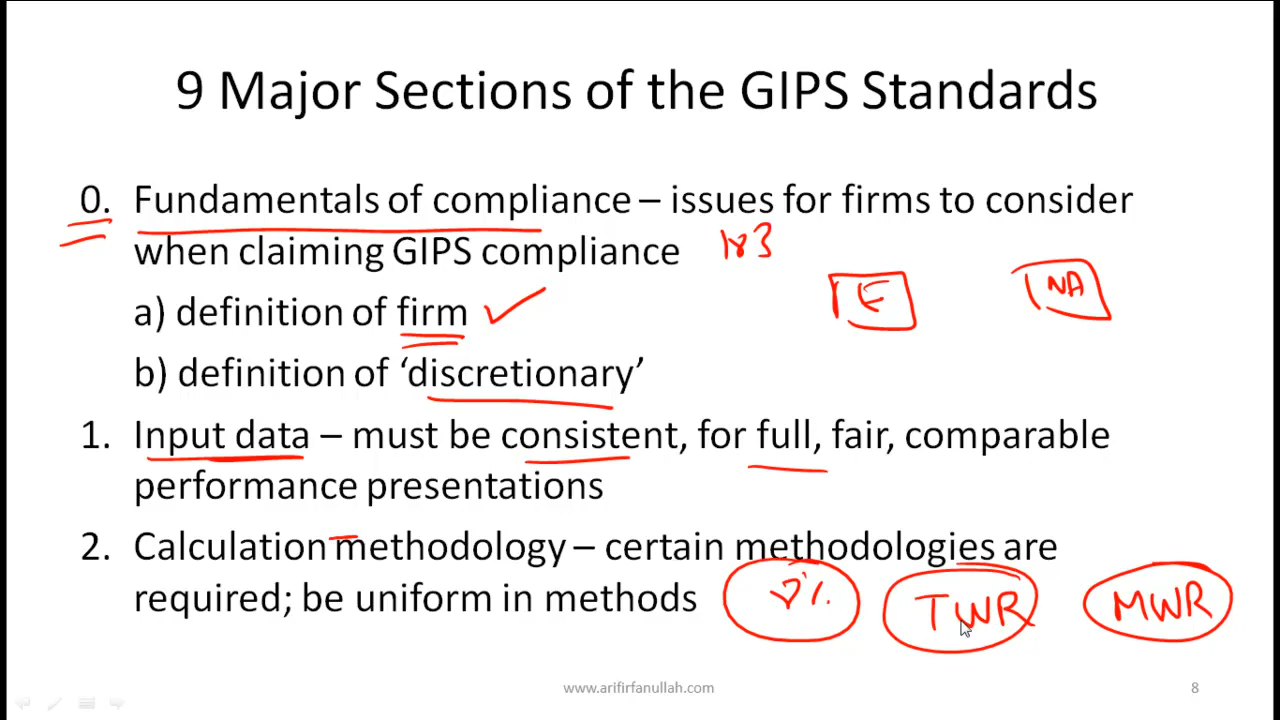 9 Major Sections of the GIPS Standards
0. Fundamentals of compliance – issues for firms to consider
when claiming GIPS compliance
a) definition of firm
E
NA
b) definition of ‘discretionary’
1. Input data – must be consistent, for full, fair, comparable
performance presentations
2. Calculation methodology – certain methodologies are
required; be uniform in methods
TWR
MWR
www.arifirfanullah.com
8